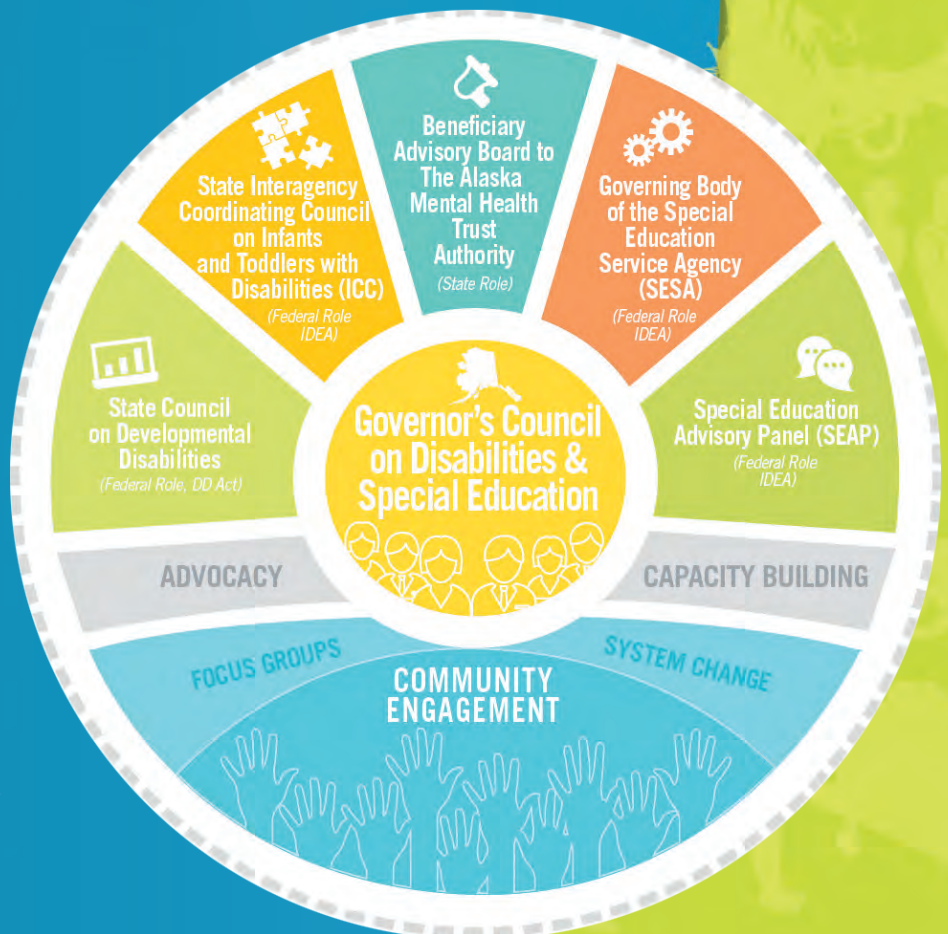 State Council
on Developmental
Disabilities
(Federal Role, DD Act)
State Interagency
Coordinating Council
on Infants
and Toddlers with
Disabilities (ICC)
(Federal Role
IDEA)
Beneficiary
Advisory Board to
The Alaska
Mental Health
Trust
Authority
(State Role)
Governing Body
of the Special
Education
Service Agency
(SESA)
(Federal Role
IDEA)
Special Education
Advisory Panel (SEAP)
(Federal Role
IDEA)
Governor's Council
on Disabilities &
Special Education
ADVOCACY
CAPACITY BUILDING
FOCUS GROUPS
SYSTEM CHANGE
COMMUNITY
ENGAGEMENT